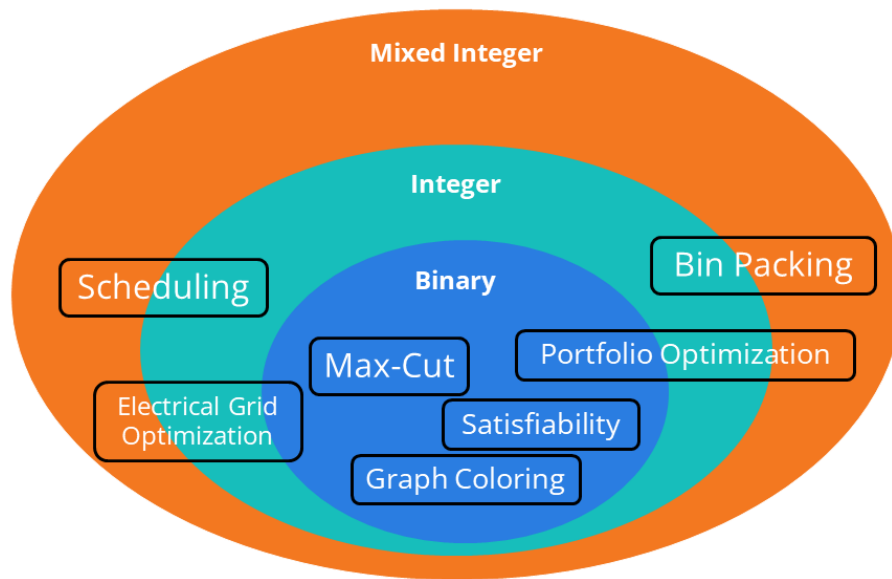 Mixed Integer
Integer
Bin Packing
Scheduling
Binary
Portfolio Optimization
Max-Cut
Electrical Grid
Optimization
Satisfiability
Graph Coloring